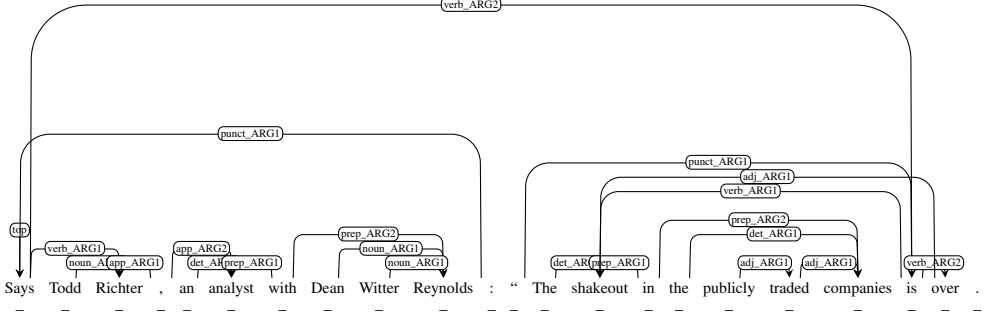 verb_ARG2
punct_ARG1
punct_ARG1
adj_ARG1
verb_ARG1
prep_ARG2
det_ARG1
top
prep_ARG2
verb_ARG1 app_ARG2 noun_ARG1
app_ARG1 prep_ARG1 noun_ARG1 prep_ARG1 adj_ARG1 adj_ARG1 verb_ARG2
Says Todd Richter , an analyst with Dean Witter Reynolds : “ The shakeout in the publicly traded companies is over .
_ _ _ _ _ _ _ _ _ _ _ _ _ _ _ _ _ _ _ _ _ _